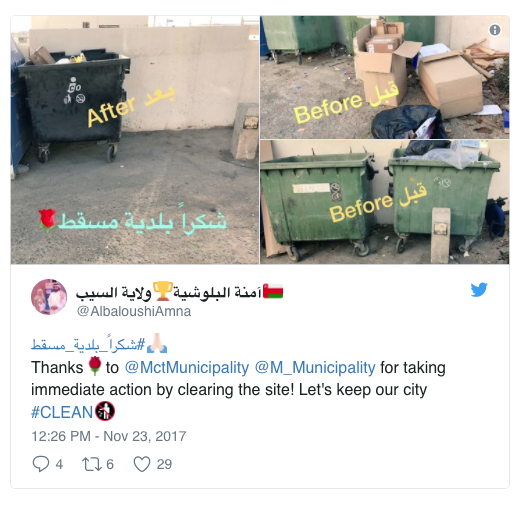 After بعد
شكراً بلدية مسقط🌹
Before قبل
Before قبل
آمنة البلوشية🏆ولاية السيب🇴🇲
@AlbaloushiAmna
#شكراً_بلدية_مسقط🙏🏻
Thanks🌹to @MctMunicipality @M_Municipality for taking
immediate action by clearing the site! Let's keep our city
#CLEAN🚯
12:26 PM - Nov 23, 2017
4 6 29